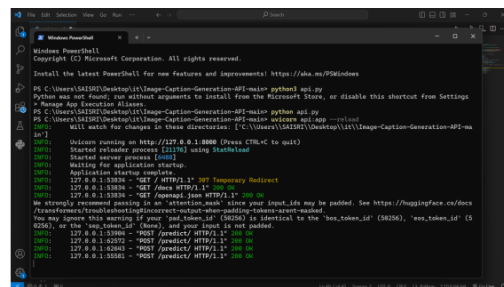 File Edit Selection View Go Run ...
Search
Windows PowerShell
Windows PowerShell
Copyright (C) Microsoft Corporation. All rights reserved.
Install the latest PowerShell for new features and improvements! https://aka.ms/PSWindows
PS C:\Users\SAISRI\Desktop\it\Image-Caption-Generation-API-main> python3 api.py
Python was not found; run without arguments to install from the Microsoft Store, or disable this shortcut from Settings
> Manage App Execution Aliases.
PS C:\Users\SAISRI\Desktop\it\Image-Caption-Generation-API-main> python api.py
PS C:\Users\SAISRI\Desktop\it\Image-Caption-Generation-API-main> uvicorn api:app --reload
INFO: Will watch for changes in these directories: ['C:\\Users\\SAISRI\\Desktop\\it\\Image-Caption-Generation-API-ma
in']
INFO: Uvicorn running on http://127.0.0.1:8000 (Press CTRL+C to quit)
INFO: Started reloader process [21176] using StatReload
INFO: Started server process [6408]
INFO: Waiting for application startup.
INFO: Application startup complete.
INFO: 127.0.0.1:53834 - "GET / HTTP/1.1" 307 Temporary Redirect
INFO: 127.0.0.1:53834 - "GET /docs HTTP/1.1" 200 OK
INFO: 127.0.0.1:53834 - "GET /openapi.json HTTP/1.1" 200 OK
We strongly recommend passing in an `attention_mask` since your input_ids may be padded. See https://huggingface.co/docs
/transformers/troubleshooting#incorrect-output-when-padding-tokens-arent-masked.
You may ignore this warning if your `pad_token_id` (50256) is identical to the `bos_token_id` (50256), `eos_token_id` (5
0256), or the `sep_token_id` (None), and your input is not padded.
INFO: 127.0.0.1:53904 - "POST /predict/ HTTP/1.1" 200 OK
INFO: 127.0.0.1:62572 - "POST /predict/ HTTP/1.1" 200 OK
INFO: 127.0.0.1:62643 - "POST /predict/ HTTP/1.1" 200 OK
INFO: 127.0.0.1:55581 - "POST /predict/ HTTP/1.1" 200 OK